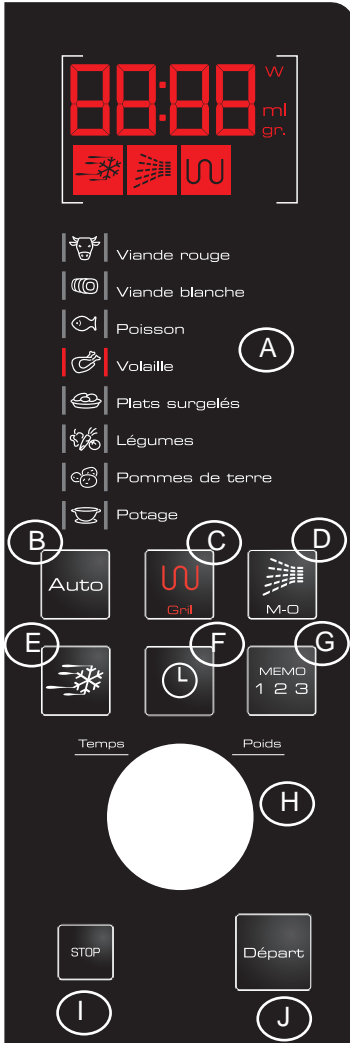 88:88 W
ml
gr.
Viande rouge
Viande blanche
Poisson
A
Volaille
Plats surgelés
Légumes
Pommes de terre
Potage
B C D
Auto Gril M-O
E F G
MEMO
1 2 3
Temps Poids
H
STOP Départ
I J